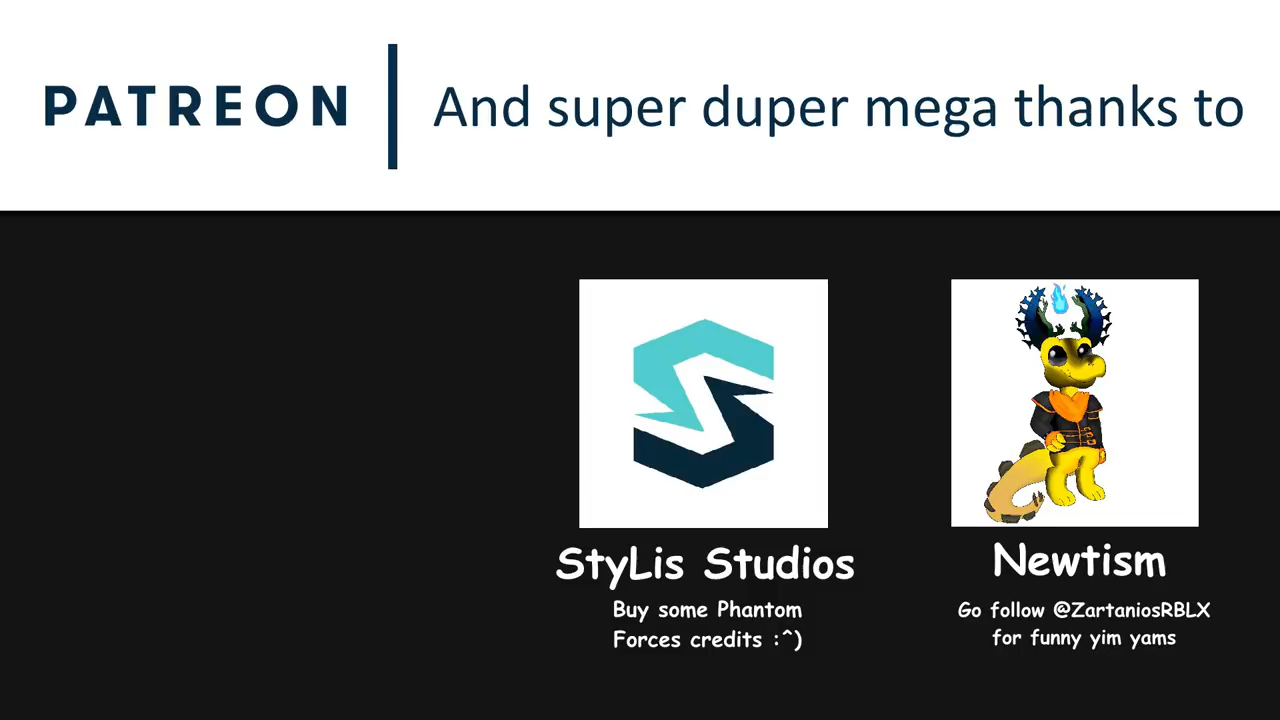 PATREON
And super duper mega thanks to
StyLis Studios
Buy some Phantom
Forces credits :^)
Newtism
Go follow @ZartaniosRBLX
for funny yim yams